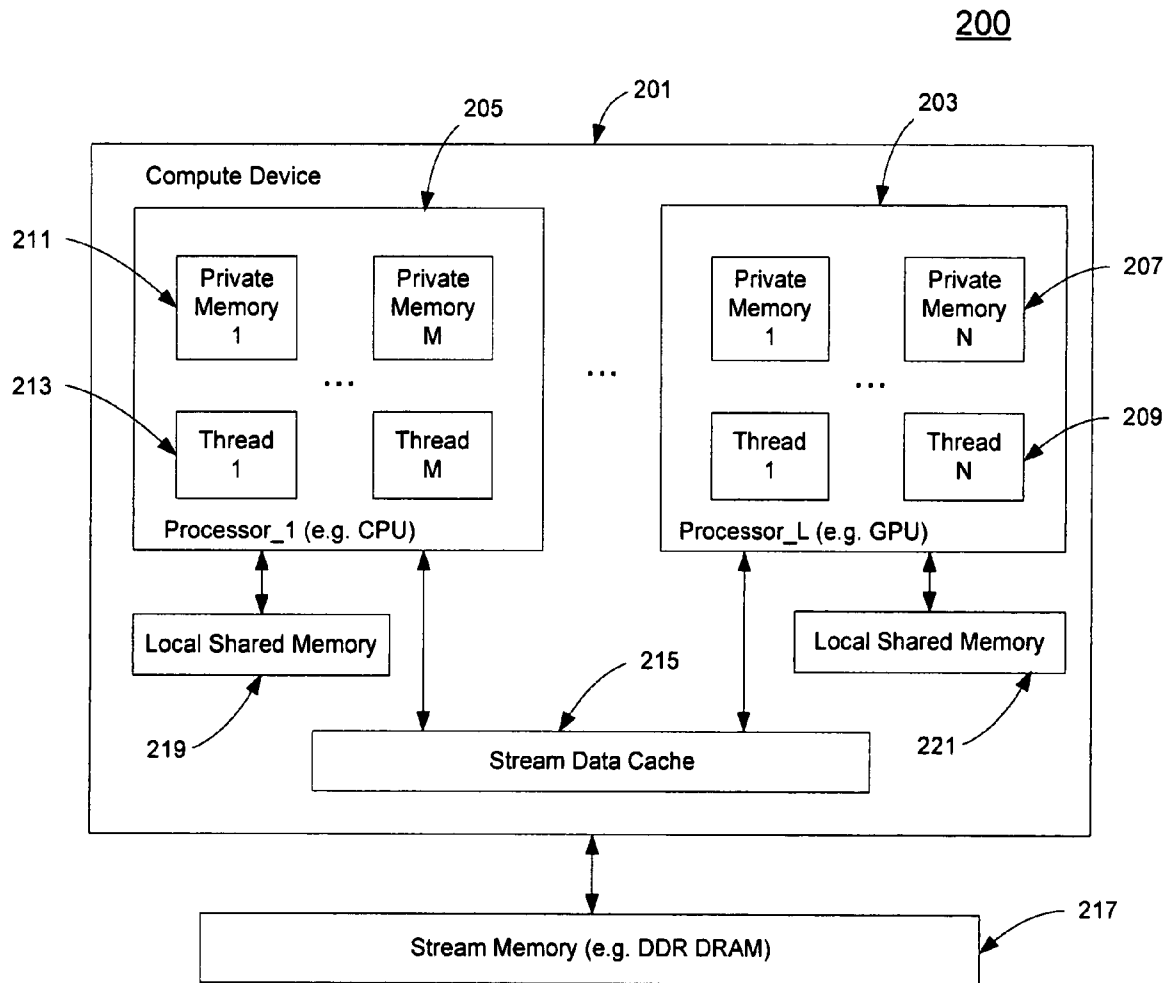 200
201
205
203
Compute Device
211
Private
Memory
1
Private
Memory
M
Private
Memory
1
Private
Memory
N
207
...
...
...
213
Thread
1
Thread
M
Thread
1
Thread
N
209
Processor_1 (e.g. CPU)
Processor_L (e.g. GPU)
Local Shared Memory
Local Shared Memory
215
219
221
Stream Data Cache
217
Stream Memory (e.g. DDR DRAM)